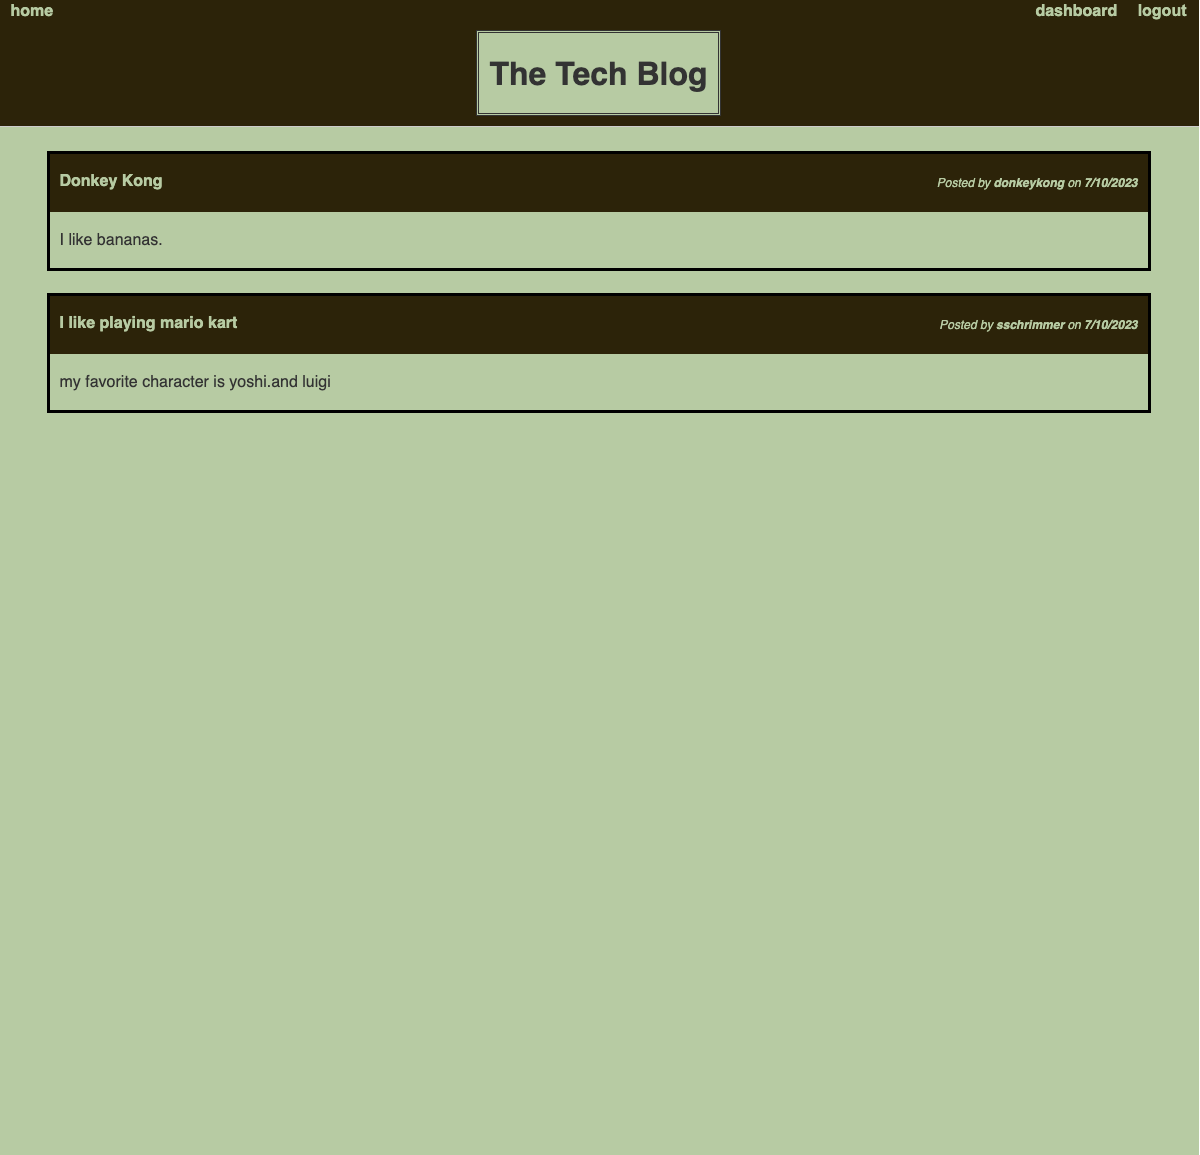 home dashboard logout
The Tech Blog
Donkey Kong Posted by donkeykong on 7/10/2023
I like bananas.
I like playing mario kart Posted by sschrimmer on 7/10/2023
my favorite character is yoshi.and luigi